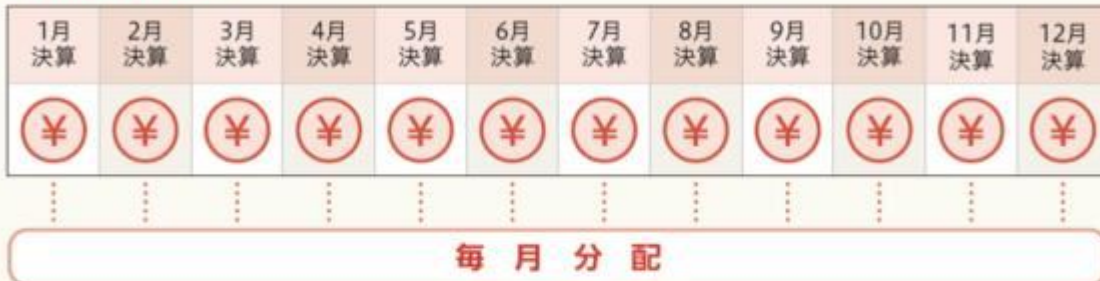 1月 2月 3月 4月 5月 6月 7月 8月 9月 10月 11月 12月
決算 決算 決算 決算 決算 決算 決算 決算 決算 決算 決算 決算
¥ ¥ ¥ ¥ ¥ ¥ ¥ ¥ ¥ ¥ ¥ ¥
毎月分配